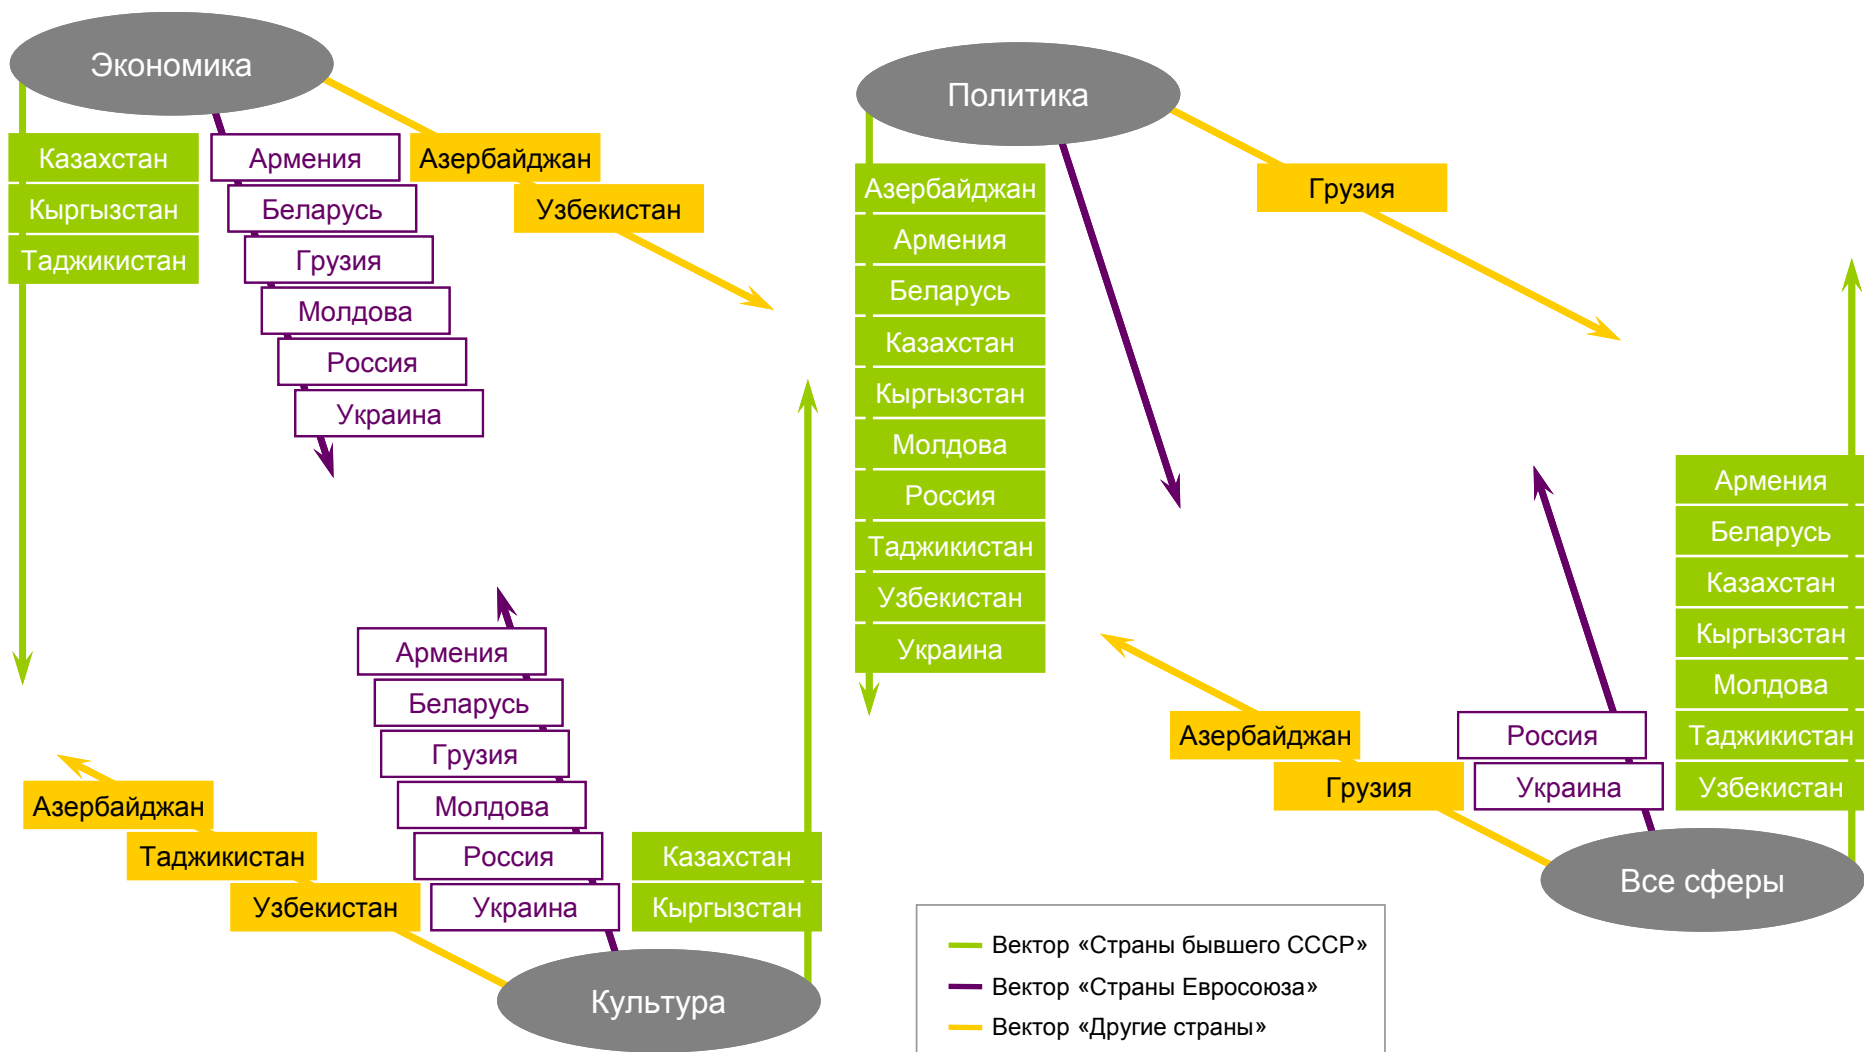 Экономика
Казахстан
Кыргызстан
Таджикистан
Армения
Беларусь
Грузия
Молдова
Россия
Украина
Азербайджан
Узбекистан
Политика
Азербайджан
Армения
Беларусь
Казахстан
Кыргызстан
Молдова
Россия
Таджикистан
Узбекистан
Украина
Грузия
Азербайджан
Таджикистан
Узбекистан
Армения
Беларусь
Грузия
Молдова
Россия
Украина
Казахстан
Кыргызстан
Культура
Азербайджан
Грузия
Россия
Украина
Армения
Беларусь
Казахстан
Кыргызстан
Молдова
Таджикистан
Узбекистан
Все сферы
Вектор «Страны бывшего СССР»
Вектор «Страны Евросоюза»
Вектор «Другие страны»